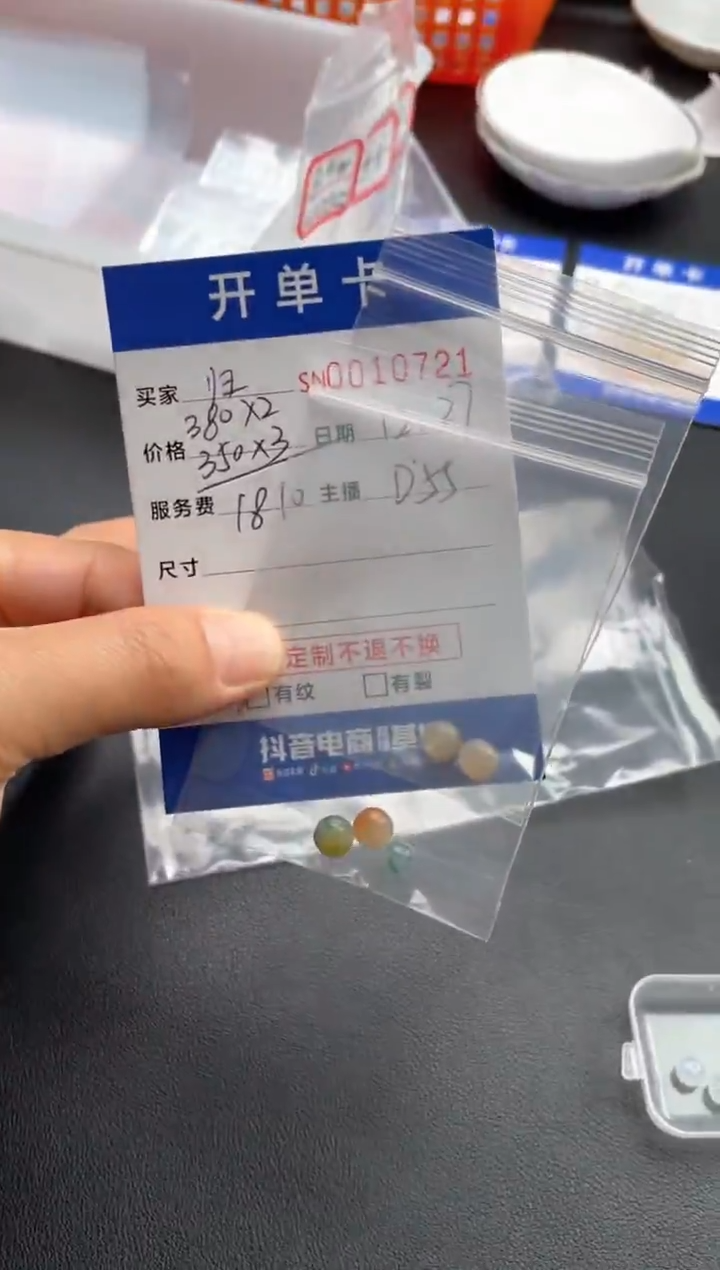 开单卡
买家 归 SN0010721
380×2
价格 350×3 日期 12 27
服务费 1810 主播 D'SS
尺寸
定制不退不换
有纹 有裂
抖音电商
开单卡